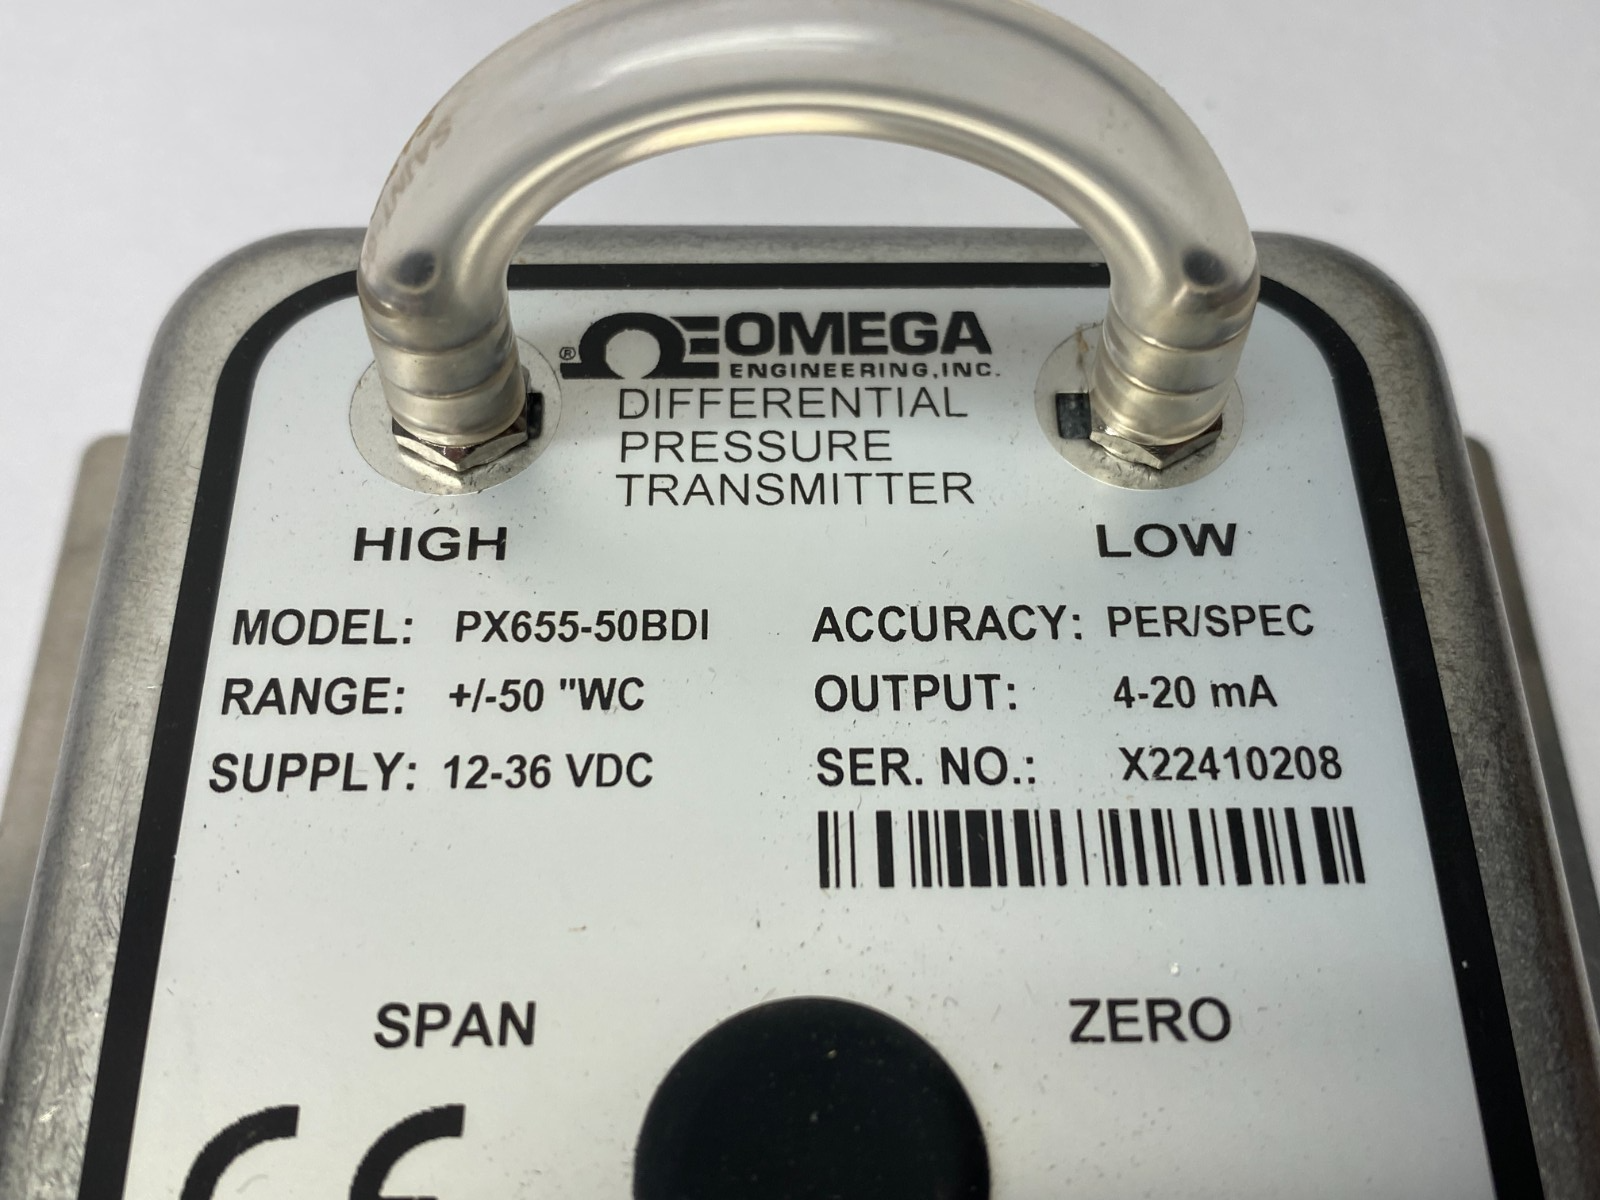 SAINT
® OMEGA
ENGINEERING, INC.
DIFFERENTIAL
PRESSURE
TRANSMITTER
HIGH
LOW
MODEL: PX655-50BDI
ACCURACY: PER/SPEC
RANGE: +/-50 "WC
OUTPUT: 4-20 mA
SUPPLY: 12-36 VDC
SER. NO.: X22410208
SPAN
ZERO
CE